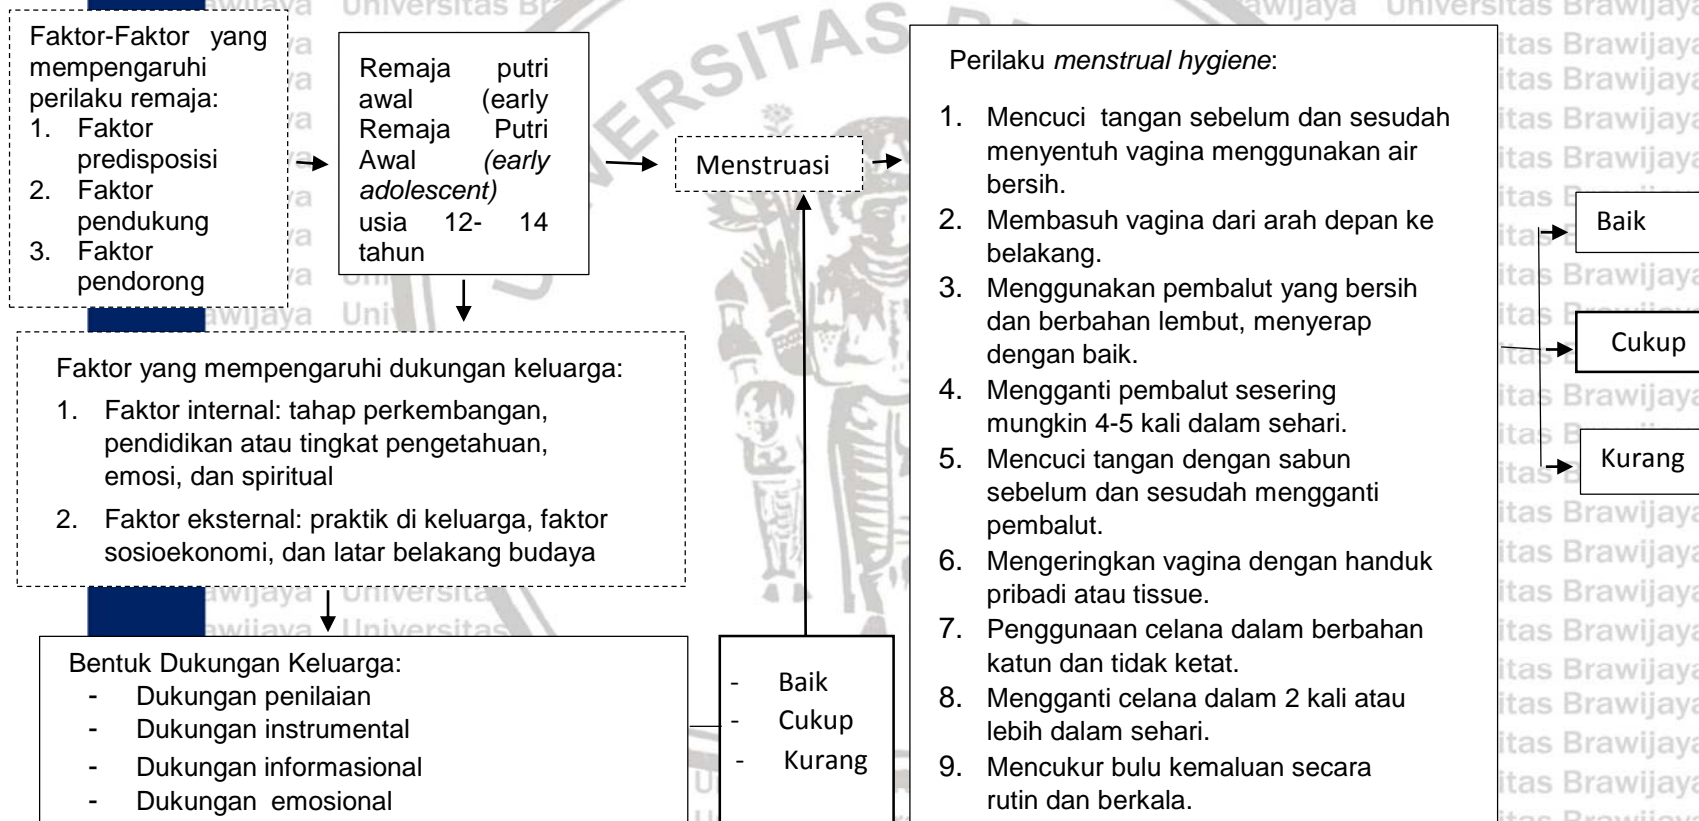 Faktor-Faktor yang
mempengaruhi
perilaku remaja:
1. Faktor
predisposisi
2. Faktor
pendukung
3. Faktor
pendorong
Remaja putri
awal (early
Remaja Putri
Awal (early
adolescent)
usia 12- 14
tahun
Menstruasi
Faktor yang mempengaruhi dukungan keluarga:
1. Faktor internal: tahap perkembangan,
pendidikan atau tingkat pengetahuan,
emosi, dan spiritual
2. Faktor eksternal: praktik di keluarga, faktor
sosioekonomi, dan latar belakang budaya
Bentuk Dukungan Keluarga:
- Dukungan penilaian
- Dukungan instrumental
- Dukungan informasional
- Dukungan emosional
- Baik
- Cukup
- Kurang
Perilaku menstrual hygiene:
1. Mencuci tangan sebelum dan sesudah
menyentuh vagina menggunakan air
bersih.
2. Membasuh vagina dari arah depan ke
belakang.
3. Menggunakan pembalut yang bersih
dan berbahan lembut, menyerap
dengan baik.
4. Mengganti pembalut sesering
mungkin 4-5 kali dalam sehari.
5. Mencuci tangan dengan sabun
sebelum dan sesudah mengganti
pembalut.
6. Mengeringkan vagina dengan handuk
pribadi atau tissue.
7. Penggunaan celana dalam berbahan
katun dan tidak ketat.
8. Mengganti celana dalam 2 kali atau
lebih dalam sehari.
9. Mencukur bulu kemaluan secara
rutin dan berkala.
Baik
Cukup
Kurang